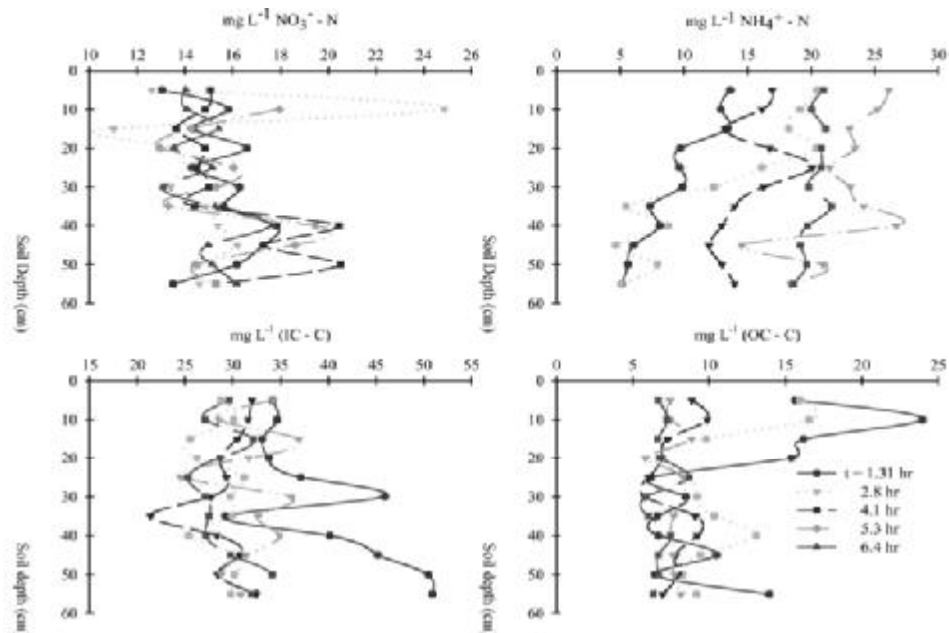 mg L⁻¹ NO₃⁻ - N
10 12 14 16 18 20 22 24 26
0
10
20
30
40
50
60
Soil Depth (cm)
mg L⁻¹ NH₄⁺ - N
0 5 10 15 20 25 30
0
10
20
30
40
50
60
Soil Depth (cm)
mg L⁻¹ (IC - C)
15 20 25 30 35 40 45 50 55
0
10
20
30
40
50
60
Soil depth (cm
mg L⁻¹ (OC - C)
0 5 10 15 20 25
0
10
20
30
40
50
60
Soil depth (cm
t = 1.31 hr
2.8 hr
4.1 hr
5.3 hr
6.4 hr